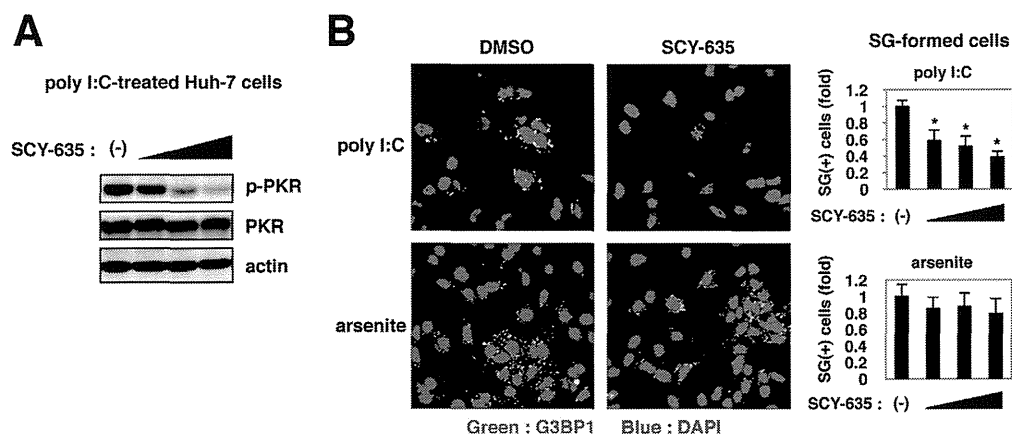 A
poly I:C-treated Huh-7 cells
SCY-635 : (-)
p-PKR
PKR
actin
B
DMSO
SCY-635
poly I:C
arsenite
Green : G3BP1 Blue : DAPI
SG-formed cells
poly I:C
SG(+) cells (fold)
1.2
1
0.8
0.6
0.4
0.2
0
* * *
SCY-635 : (-)
arsenite
SG(+) cells (fold)
1.2
1
0.8
0.6
0.4
0.2
0
SCY-635 : (-)